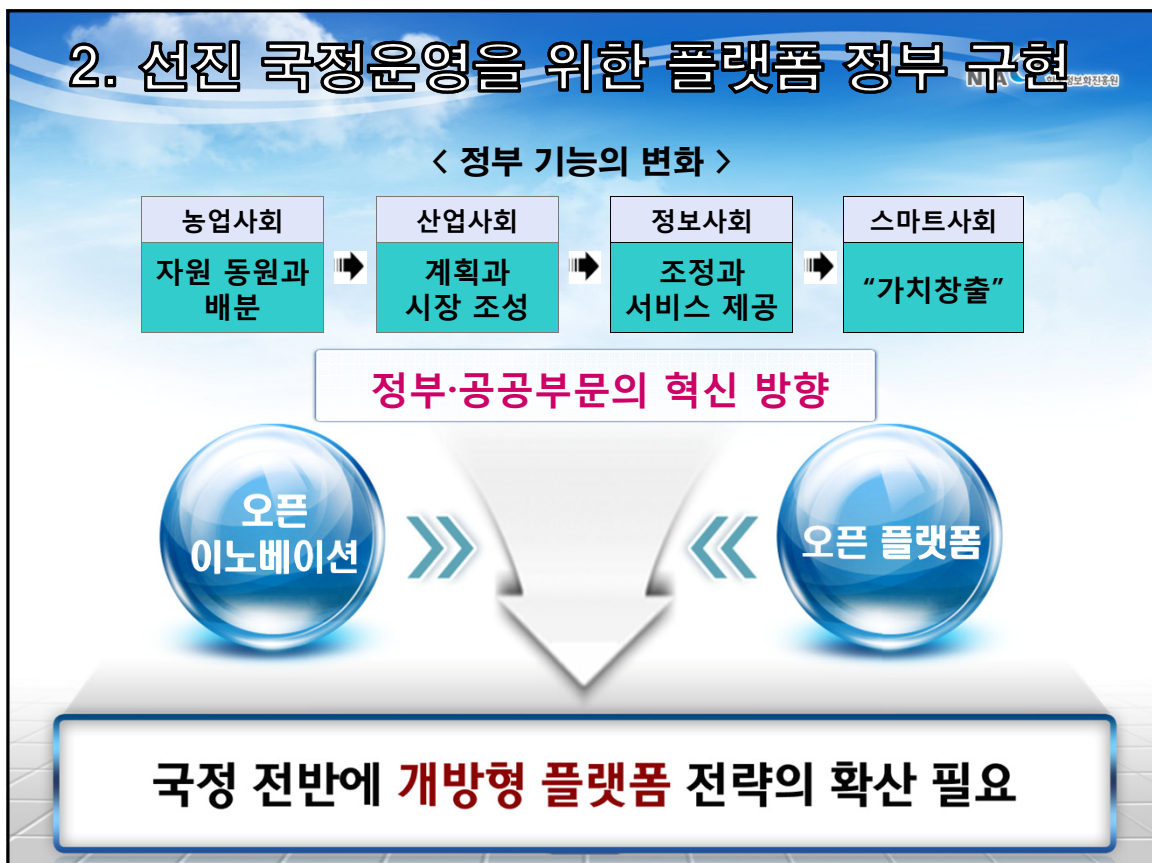 2. 선진 국정운영을 위한 플랫폼 정부 구현
< 정부 기능의 변화 >
농업사회
자원 동원과
배분
산업사회
계획과
시장 조성
정보사회
조정과
서비스 제공
스마트사회
“가치창출”
정부·공공부문의 혁신 방향
오픈
이노베이션
오픈 플랫폼
국정 전반에 개방형 플랫폼 전략의 확산 필요